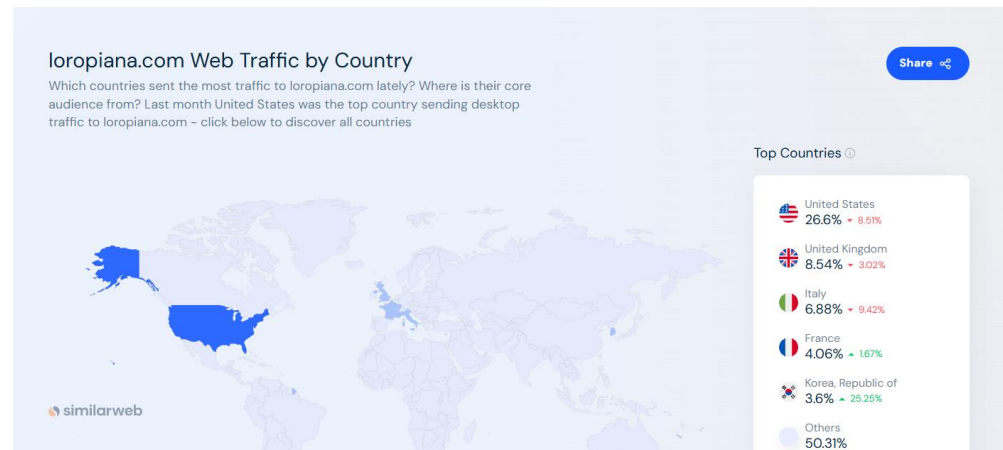 loropiana.com Web Traffic by Country
Which countries sent the most traffic to loropiana.com lately? Where is their core
audience from? Last month United States was the top country sending desktop
traffic to loropiana.com – click below to discover all countries
Share
Top Countries
United States
26.6% 8.51%
United Kingdom
8.54% 3.02%
Italy
6.88% 9.42%
France
4.06% 1.67%
Korea, Republic of
3.6% 25.25%
Others
50.31%
similarweb